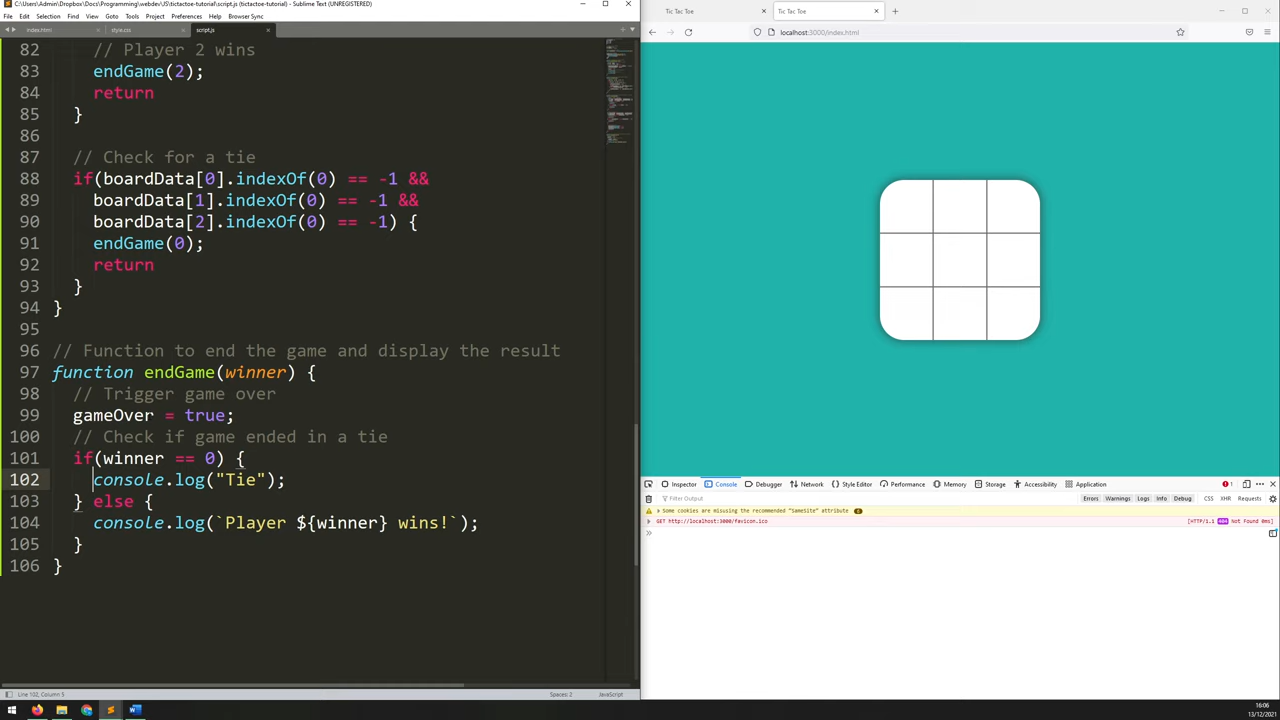 C:\Users\Admin\Dropbox\Docs\Programming\webdev\JS\tictactoe-tutorial\script.js (tictactoe-tutorial) - Sublime Text (UNREGISTERED)
File Edit Selection Find View Goto Tools Project Preferences Help Browser Sync
index.html × style.css × script.js ×
82 // Player 2 wins
83 endGame(2);
84 return
85 }
86
87 // Check for a tie
88 if(boardData[0].indexOf(0) == -1 &&
89 boardData[1].indexOf(0) == -1 &&
90 boardData[2].indexOf(0) == -1) {
91 endGame(0);
92 return
93 }
94 }
95
96 // Function to end the game and display the result
97 function endGame(winner) {
98 // Trigger game over
99 gameOver = true;
100 // Check if game ended in a tie
101 if(winner == 0) {
102 console.log("Tie");
103 } else {
104 console.log(`Player ${winner} wins!`);
105 }
106 }
Line 102, Column 5
Spaces: 2 JavaScript
Tic Tac Toe × Tic Tac Toe × +
localhost:3000/index.html
Inspector Console Debugger Network Style Editor Performance Memory Storage Accessibility Application 1
Filter Output
Errors Warnings Logs Info Debug CSS XHR Requests
Some cookies are misusing the recommended "SameSite" attribute
GET http://localhost:3000/favicon.ico [HTTP/1.1 404 Not Found 0ms]
16:06
13/12/2021